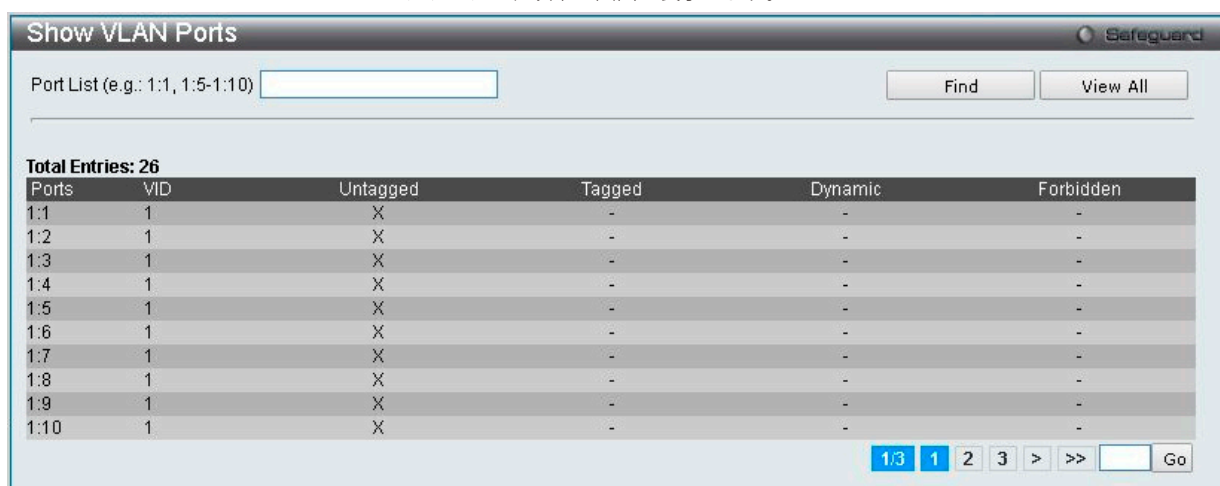 Show VLAN Ports
Safeguard
Port List (e.g.: 1:1, 1:5-1:10) Find View All
Total Entries: 26
Ports VID Untagged Tagged Dynamic Forbidden
1:1 1 X - - -
1:2 1 X - - -
1:3 1 X - - -
1:4 1 X - - -
1:5 1 X - - -
1:6 1 X - - -
1:7 1 X - - -
1:8 1 X - - -
1:9 1 X - - -
1:10 1 X - - -
1/3 1 2 3 > >> Go